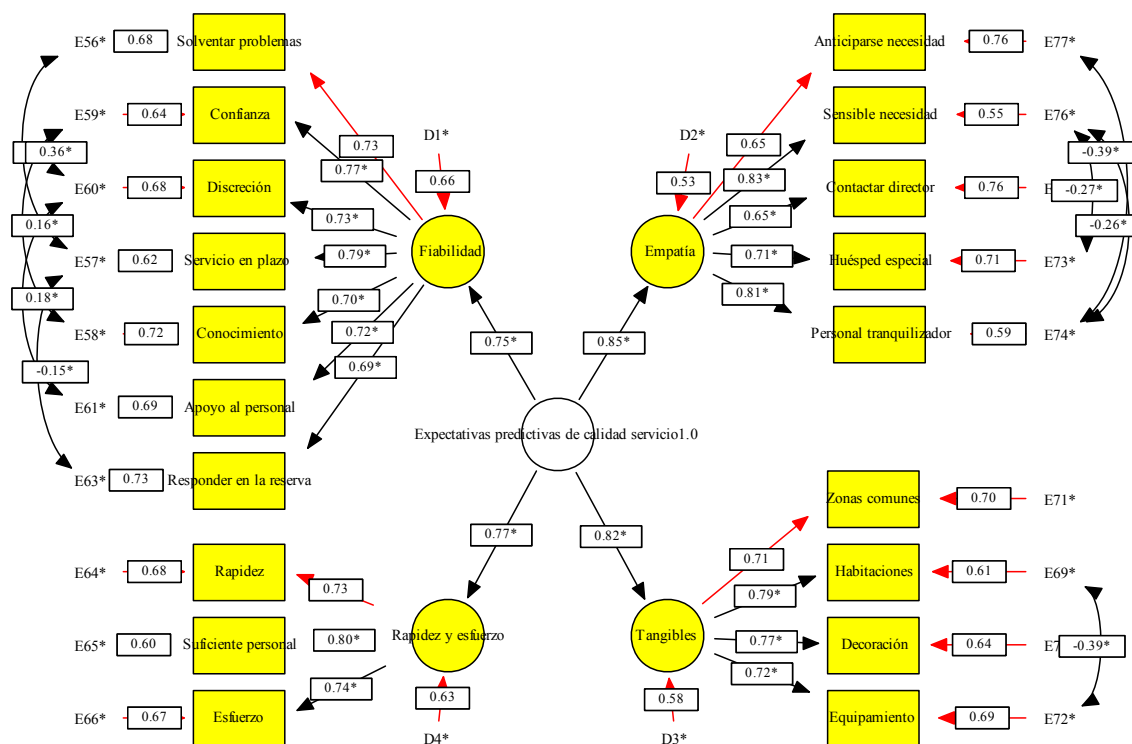 E56* 0.68 Solventar problemas
Anticiparse necesidad 0.76 E77*
E59* 0.64 Confianza
Sensible necesidad 0.55 E76*
D1*
D2*
0.73
0.65
0.36*
0.77*
0.83*
-0.39*
E60* 0.68 Discreción
0.66
0.53
Contactar director 0.76
-0.27*
0.73*
0.65*
0.16*
-0.26*
E57* 0.62 Servicio en plazo
0.79*
Fiabilidad
Empatía
0.71*
Huésped especial 0.71 E73*
0.18*
0.70*
0.81*
E58* 0.72 Conocimiento
0.72*
0.75*
0.85*
Personal tranquilizador 0.59 E74*
-0.15*
0.69*
E61* 0.69 Apoyo al personal
Expectativas predictivas de calidad servicio1.0
E63* 0.73 Responder en la reserva
Zonas comunes 0.70 E71*
0.77*
0.82*
0.71
E64* 0.68 Rapidez
0.73
0.79*
Habitaciones 0.61 E69*
E65* 0.60 Suficiente personal
0.80*
Rapidez y esfuerzo
Tangibles
0.77*
Decoración 0.64
-0.39*
0.74*
0.72*
0.63
0.58
E66* 0.67 Esfuerzo
Equipamiento 0.69 E72*
D4*
D3*